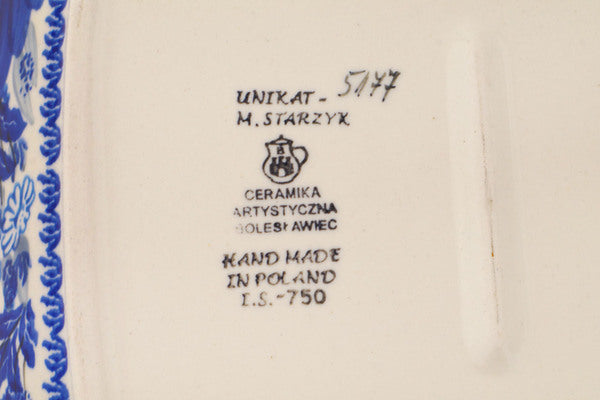 UNIKAT - 5177
M. STARZYK
B
CERAMIKA
ARTYSTYCZNA
BOLESŁAWIEC
HAND MADE
IN POLAND
I.S.-750